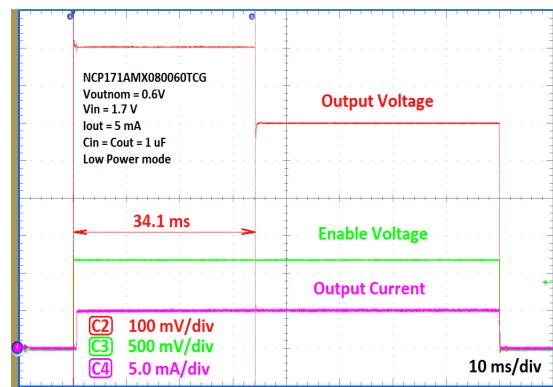 NCP171AMX080060TCG
Voutnom = 0.6V
Vin = 1.7 V
Iout = 5 mA
Cin = Cout = 1 uF
Low Power mode
Output Voltage
34.1 ms
Enable Voltage
Output Current
C2 100 mV/div
C3 500 mV/div
C4 5.0 mA/div
10 ms/div